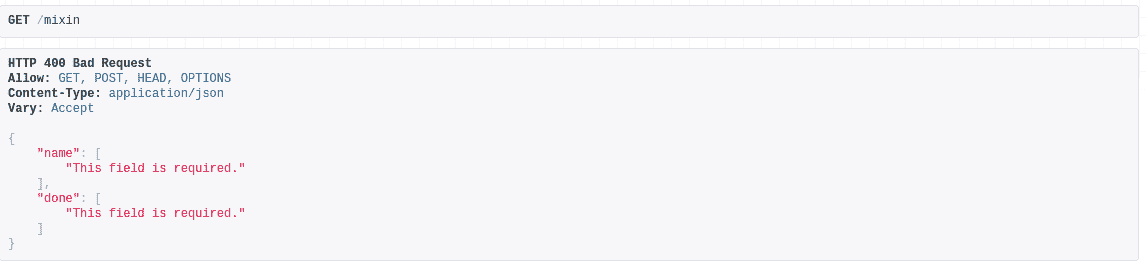 GET /mixin
HTTP 400 Bad Request
Allow: GET, POST, HEAD, OPTIONS
Content-Type: application/json
Vary: Accept
{
    "name": [
        "This field is required."
    ],
    "done": [
        "This field is required."
    ]
}